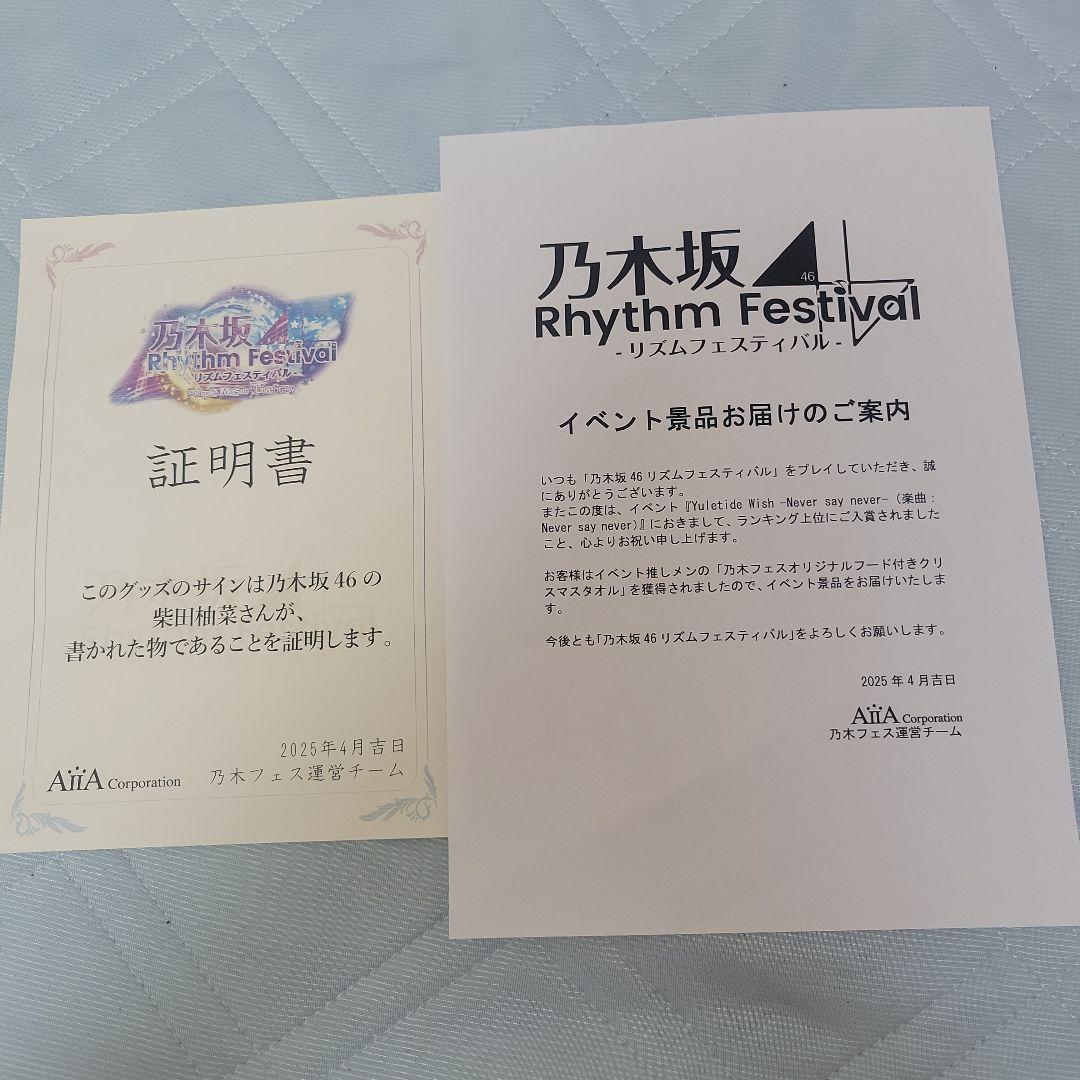 乃木坂46
Rhythm Festival
- リズムフェスティバル -
証明書
このグッズのサインは乃木坂46の
柴田柚菜さんが、
書かれた物であることを証明します。
2025年4月吉日
AiiA Corporation
乃木フェス運営チーム
乃木坂46
Rhythm Festival
- リズムフェスティバル -
イベント景品お届けのご案内
いつも「乃木坂46リズムフェスティバル」をプレイしていただき、誠
にありがとうございます。
またこの度は、イベント『Yuletide Wish -Never say never-（楽曲：
Never say never)』におきまして、ランキング上位にご入賞されました
こと、心よりお祝い申し上げます。
お客様はイベント推しメンの「乃木フェスオリジナルフード付きクリ
スマスタオル」を獲得されましたので、イベント景品をお届けいたしま
す。
今後とも「乃木坂46リズムフェスティバル」をよろしくお願いします。
2025年4月吉日
AiiA Corporation
乃木フェス運営チーム